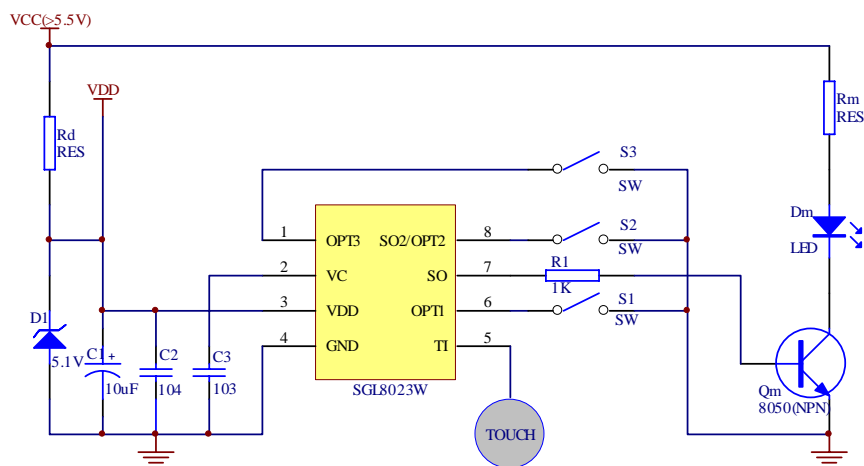 VCC(>5.5V)
VDD
Rd
RES
Rm
RES
S3
SW
1
OPT3
SO2/OPT2
8
S2
SW
Dm
LED
2
VC
SO
7
R1
1K
3
VDD
OPT1
6
S1
SW
D1
5.1V
C1
+
10uF
C2
104
C3
103
4
GND
TI
5
SGL8023W
Qm
8050(NPN)
TOUCH